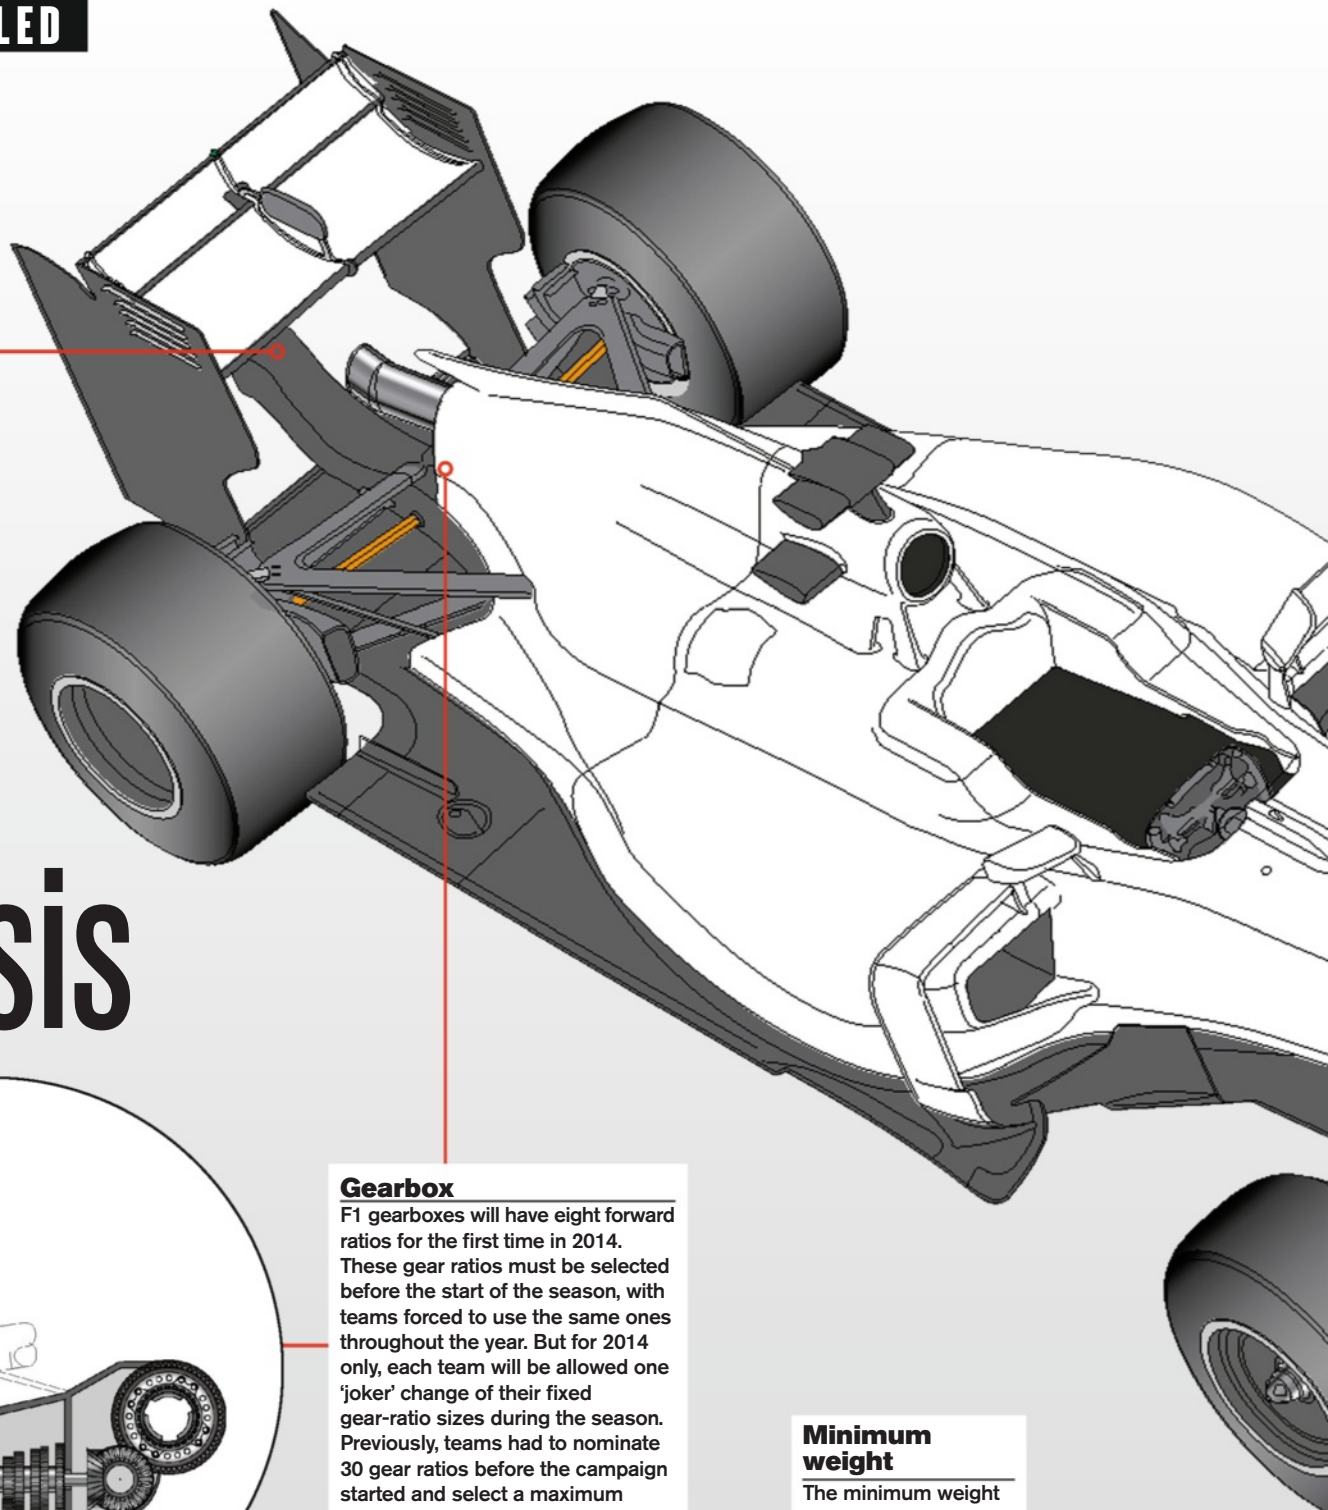 LED
sis
Gearbox
F1 gearboxes will have eight forward
ratios for the first time in 2014.
These gear ratios must be selected
before the start of the season, with
teams forced to use the same ones
throughout the year. But for 2014
only, each team will be allowed one
‘joker’ change of their fixed
gear-ratio sizes during the season.
Previously, teams had to nominate
30 gear ratios before the campaign
started and select a maximum
Minimum
weight
The minimum weight